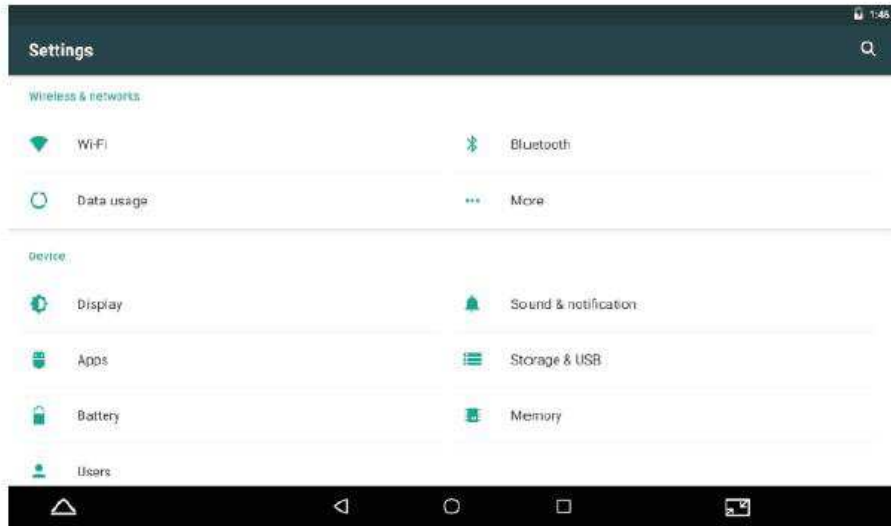 1:46
Settings
Wireless & networks
Wi-Fi
Bluetooth
Data usage
More
Device
Display
Sound & notification
Apps
Storage & USB
Battery
Memory
Users